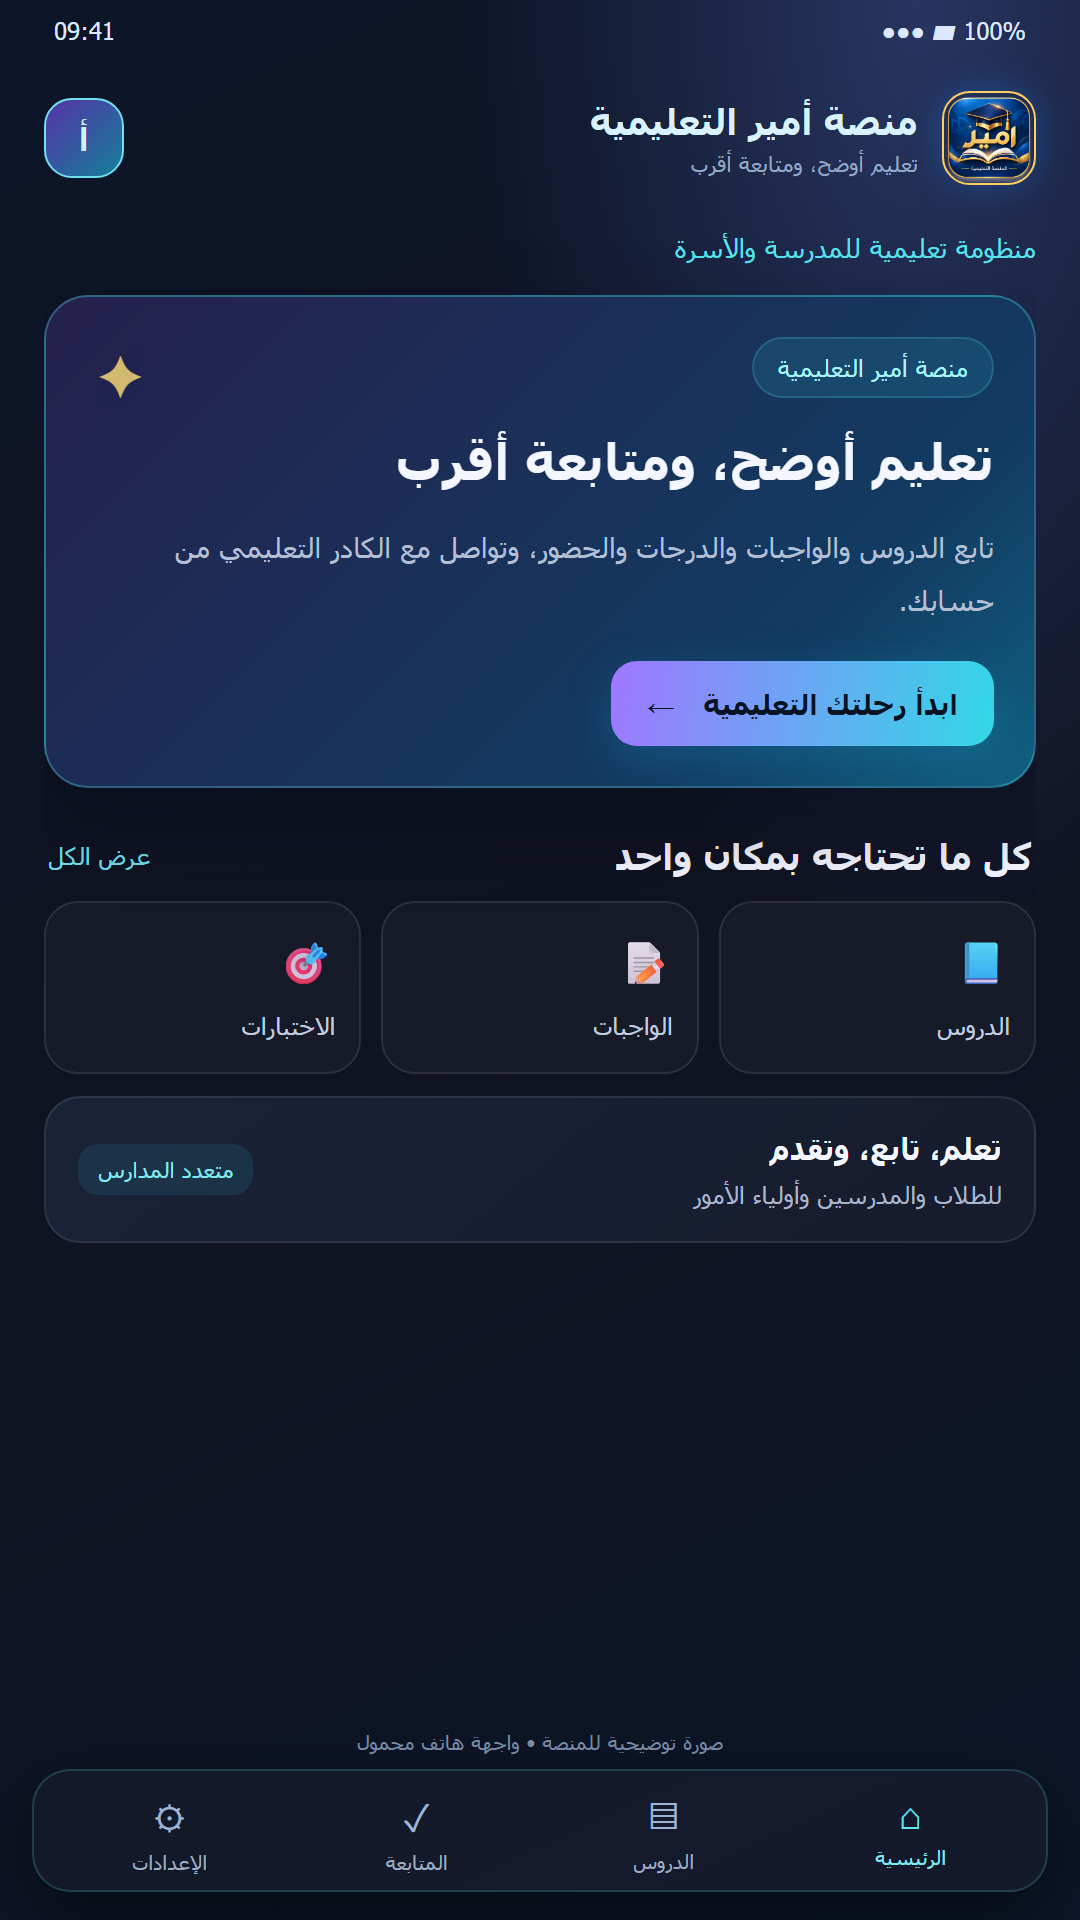 09:41
100%
أمير
منصة أمير التعليمية
تعليم أوضح، ومتابعة أقرب
أ
منظومة تعليمية للمدرسة والأسرة
منصة أمير التعليمية
تعليم أوضح، ومتابعة أقرب
تابع الدروس والواجبات والدرجات والحضور، وتواصل مع الكادر التعليمي من
حسابك.
ابدأ رحلتك التعليمية ←
كل ما تحتاجه بمكان واحد
عرض الكل
الدروس
الواجبات
الاختبارات
تعلم، تابع، وتقدم
للطلاب والمدرسين وأولياء الأمور
متعدد المدارس
صورة توضيحية للمنصة • واجهة هاتف محمول
الرئيسية
الدروس
المتابعة
الإعدادات